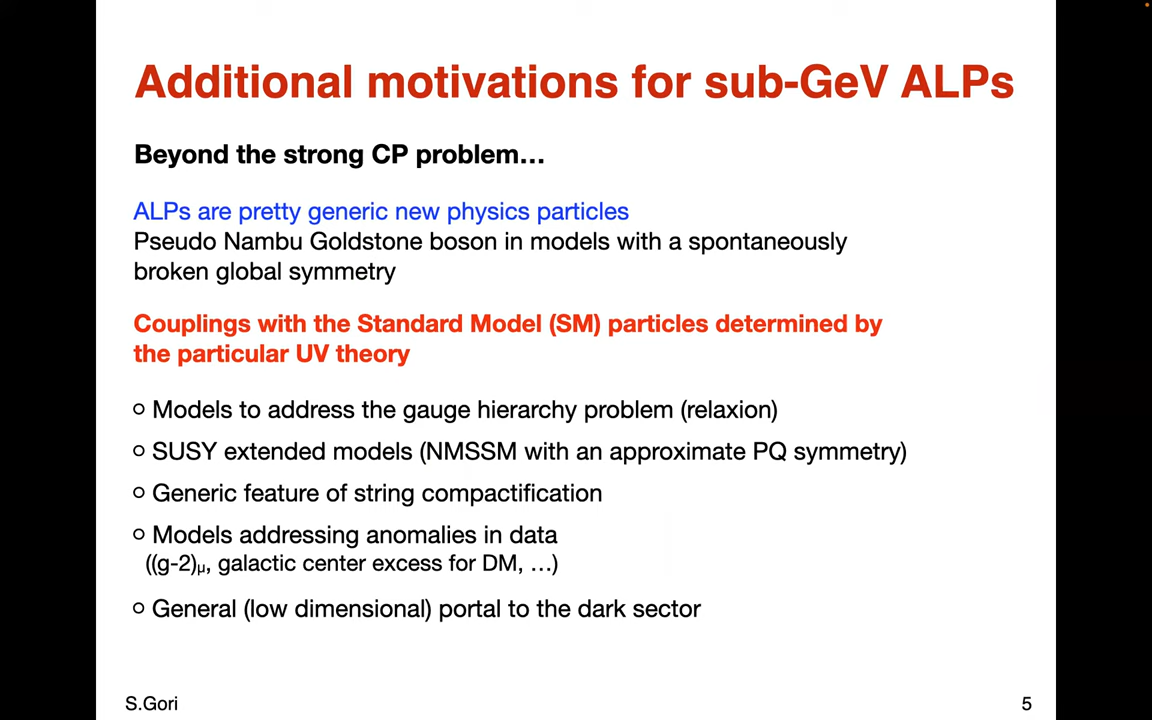 Additional motivations for sub-GeV ALPs
Beyond the strong CP problem…
ALPs are pretty generic new physics particles
Pseudo Nambu Goldstone boson in models with a spontaneously
broken global symmetry
Couplings with the Standard Model (SM) particles determined by
the particular UV theory
Models to address the gauge hierarchy problem (relaxion)
SUSY extended models (NMSSM with an approximate PQ symmetry)
Generic feature of string compactification
Models addressing anomalies in data
((g-2)μ, galactic center excess for DM, …)
General (low dimensional) portal to the dark sector
S.Gori
5